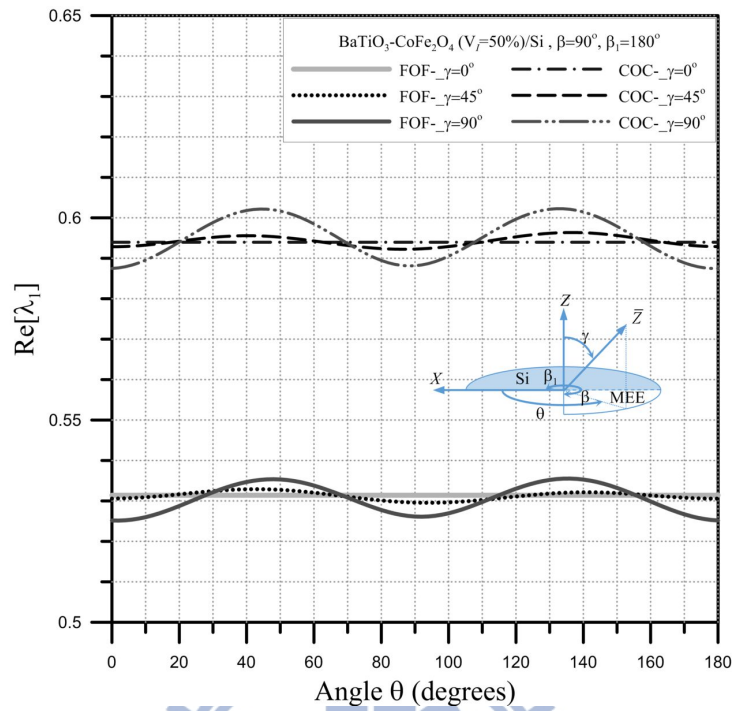 0.65
BaTiO₃-CoFe₂O₄ (V_I=50%)/Si , β=90°, β₁=180°
FOF-_γ=0° COC-_γ=0°
FOF-_γ=45° COC-_γ=45°
FOF-_γ=90° COC-_γ=90°
0.6
Re[λ₁]
Z
Z̅
γ
X
Si
β₁
β
MEE
θ
0.55
0.5
0 20 40 60 80 100 120 140 160 180
Angle θ (degrees)